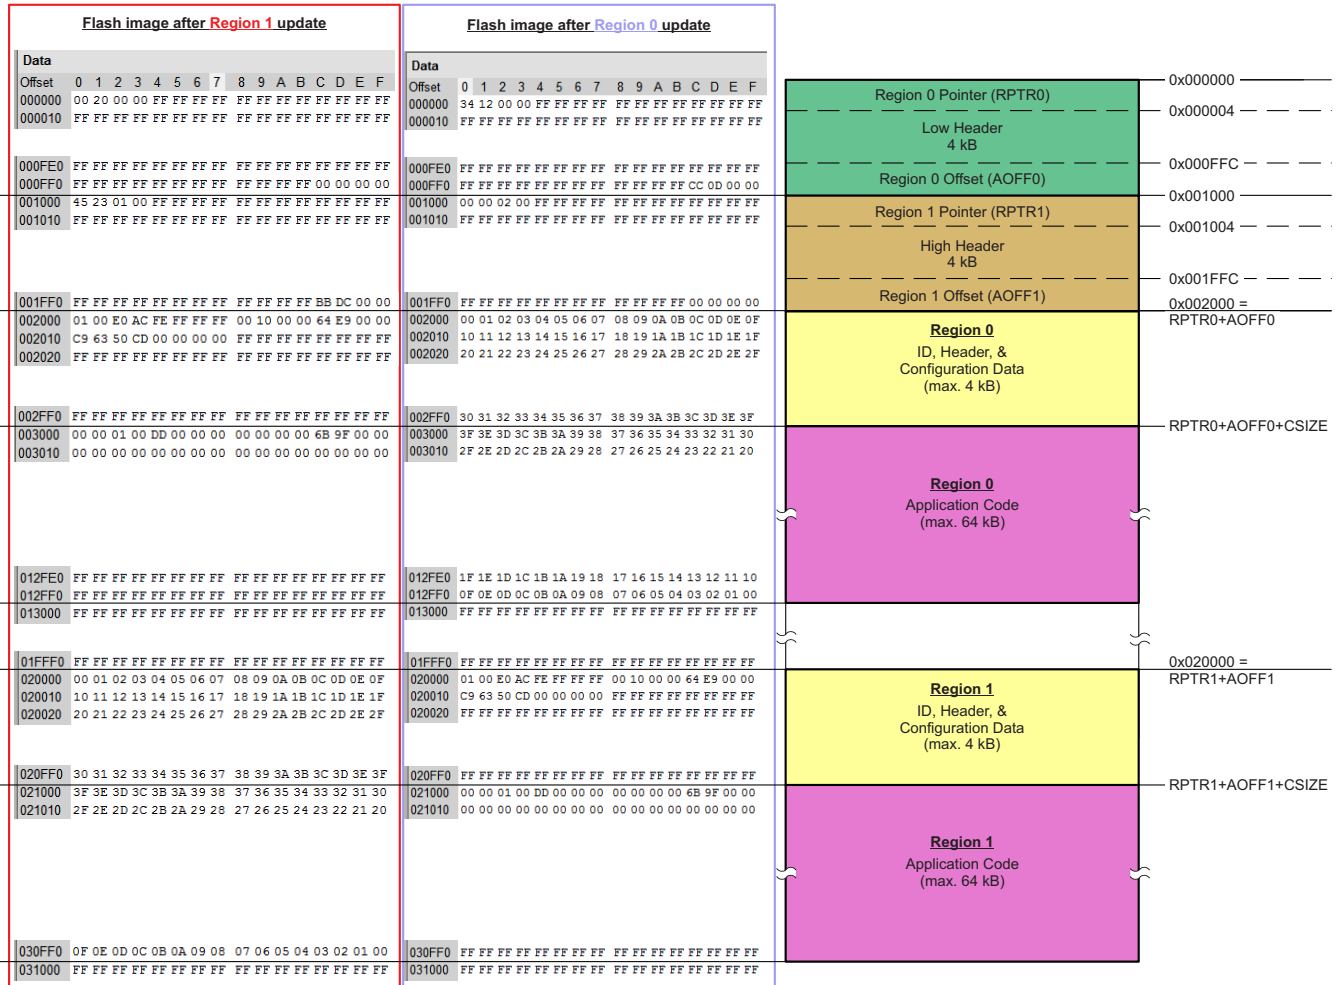 Flash image after Region 1 update
Data
Offset 0 1 2 3 4 5 6 7 8 9 A B C D E F
000000 00 20 00 00 FF FF FF FF FF FF FF FF FF FF FF FF
000010 FF FF FF FF FF FF FF FF FF FF FF FF FF FF FF FF
000FE0 FF FF FF FF FF FF FF FF FF FF FF FF FF FF FF FF
000FF0 FF FF FF FF FF FF FF FF FF FF FF FF 00 00 00 00
001000 45 23 01 00 FF FF FF FF FF FF FF FF FF FF FF FF
001010 FF FF FF FF FF FF FF FF FF FF FF FF FF FF FF FF
001FF0 FF FF FF FF FF FF FF FF FF FF FF FF BB DC 00 00
002000 01 00 E0 AC FE FF FF FF 00 10 00 00 64 E9 00 00
002010 C9 63 50 CD 00 00 00 00 FF FF FF FF FF FF FF FF
002020 FF FF FF FF FF FF FF FF FF FF FF FF FF FF FF FF
002FF0 FF FF FF FF FF FF FF FF FF FF FF FF FF FF FF FF
003000 00 00 01 00 DD 00 00 00 00 00 00 00 6B 9F 00 00
003010 00 00 00 00 00 00 00 00 00 00 00 00 00 00 00 00
012FE0 FF FF FF FF FF FF FF FF FF FF FF FF FF FF FF FF
012FF0 FF FF FF FF FF FF FF FF FF FF FF FF FF FF FF FF
013000 FF FF FF FF FF FF FF FF FF FF FF FF FF FF FF FF
01FFF0 FF FF FF FF FF FF FF FF FF FF FF FF FF FF FF FF
020000 00 01 02 03 04 05 06 07 08 09 0A 0B 0C 0D 0E 0F
020010 10 11 12 13 14 15 16 17 18 19 1A 1B 1C 1D 1E 1F
020020 20 21 22 23 24 25 26 27 28 29 2A 2B 2C 2D 2E 2F
020FF0 30 31 32 33 34 35 36 37 38 39 3A 3B 3C 3D 3E 3F
021000 3F 3E 3D 3C 3B 3A 39 38 37 36 35 34 33 32 31 30
021010 2F 2E 2D 2C 2B 2A 29 28 27 26 25 24 23 22 21 20
030FF0 0F 0E 0D 0C 0B 0A 09 08 07 06 05 04 03 02 01 00
031000 FF FF FF FF FF FF FF FF FF FF FF FF FF FF FF FF
Flash image after Region 0 update
Data
Offset 0 1 2 3 4 5 6 7 8 9 A B C D E F
000000 34 12 00 00 FF FF FF FF FF FF FF FF FF FF FF FF
000010 FF FF FF FF FF FF FF FF FF FF FF FF FF FF FF FF
000FE0 FF FF FF FF FF FF FF FF FF FF FF FF FF FF FF FF
000FF0 FF FF FF FF FF FF FF FF FF FF FF FF CC 0D 00 00
001000 00 00 02 00 FF FF FF FF FF FF FF FF FF FF FF FF
001010 FF FF FF FF FF FF FF FF FF FF FF FF FF FF FF FF
001FF0 FF FF FF FF FF FF FF FF FF FF FF FF 00 00 00 00
002000 00 01 02 03 04 05 06 07 08 09 0A 0B 0C 0D 0E 0F
002010 10 11 12 13 14 15 16 17 18 19 1A 1B 1C 1D 1E 1F
002020 20 21 22 23 24 25 26 27 28 29 2A 2B 2C 2D 2E 2F
002FF0 30 31 32 33 34 35 36 37 38 39 3A 3B 3C 3D 3E 3F
003000 3F 3E 3D 3C 3B 3A 39 38 37 36 35 34 33 32 31 30
003010 2F 2E 2D 2C 2B 2A 29 28 27 26 25 24 23 22 21 20
012FE0 1F 1E 1D 1C 1B 1A 19 18 17 16 15 14 13 12 11 10
012FF0 0F 0E 0D 0C 0B 0A 09 08 07 06 05 04 03 02 01 00
013000 FF FF FF FF FF FF FF FF FF FF FF FF FF FF FF FF
01FFF0 FF FF FF FF FF FF FF FF FF FF FF FF FF FF FF FF
020000 01 00 E0 AC FE FF FF FF 00 10 00 00 64 E9 00 00
020010 C9 63 50 CD 00 00 00 00 FF FF FF FF FF FF FF FF
020020 FF FF FF FF FF FF FF FF FF FF FF FF FF FF FF FF
020FF0 FF FF FF FF FF FF FF FF FF FF FF FF FF FF FF FF
021000 00 00 01 00 DD 00 00 00 00 00 00 00 6B 9F 00 00
021010 00 00 00 00 00 00 00 00 00 00 00 00 00 00 00 00
030FF0 FF FF FF FF FF FF FF FF FF FF FF FF FF FF FF FF
031000 FF FF FF FF FF FF FF FF FF FF FF FF FF FF FF FF
Region 0 Pointer (RPTR0)
Low Header
4 kB
Region 0 Offset (AOFF0)
Region 1 Pointer (RPTR1)
High Header
4 kB
Region 1 Offset (AOFF1)
Region 0
ID, Header, &
Configuration Data
(max. 4 kB)
Region 0
Application Code
(max. 64 kB)
Region 1
ID, Header, &
Configuration Data
(max. 4 kB)
Region 1
Application Code
(max. 64 kB)
0x000000
0x000004
0x000FFC
0x001000
0x001004
0x001FFC
0x002000 =
RPTR0+AOFF0
RPTR0+AOFF0+CSIZE
0x020000 =
RPTR1+AOFF1
RPTR1+AOFF1+CSIZE